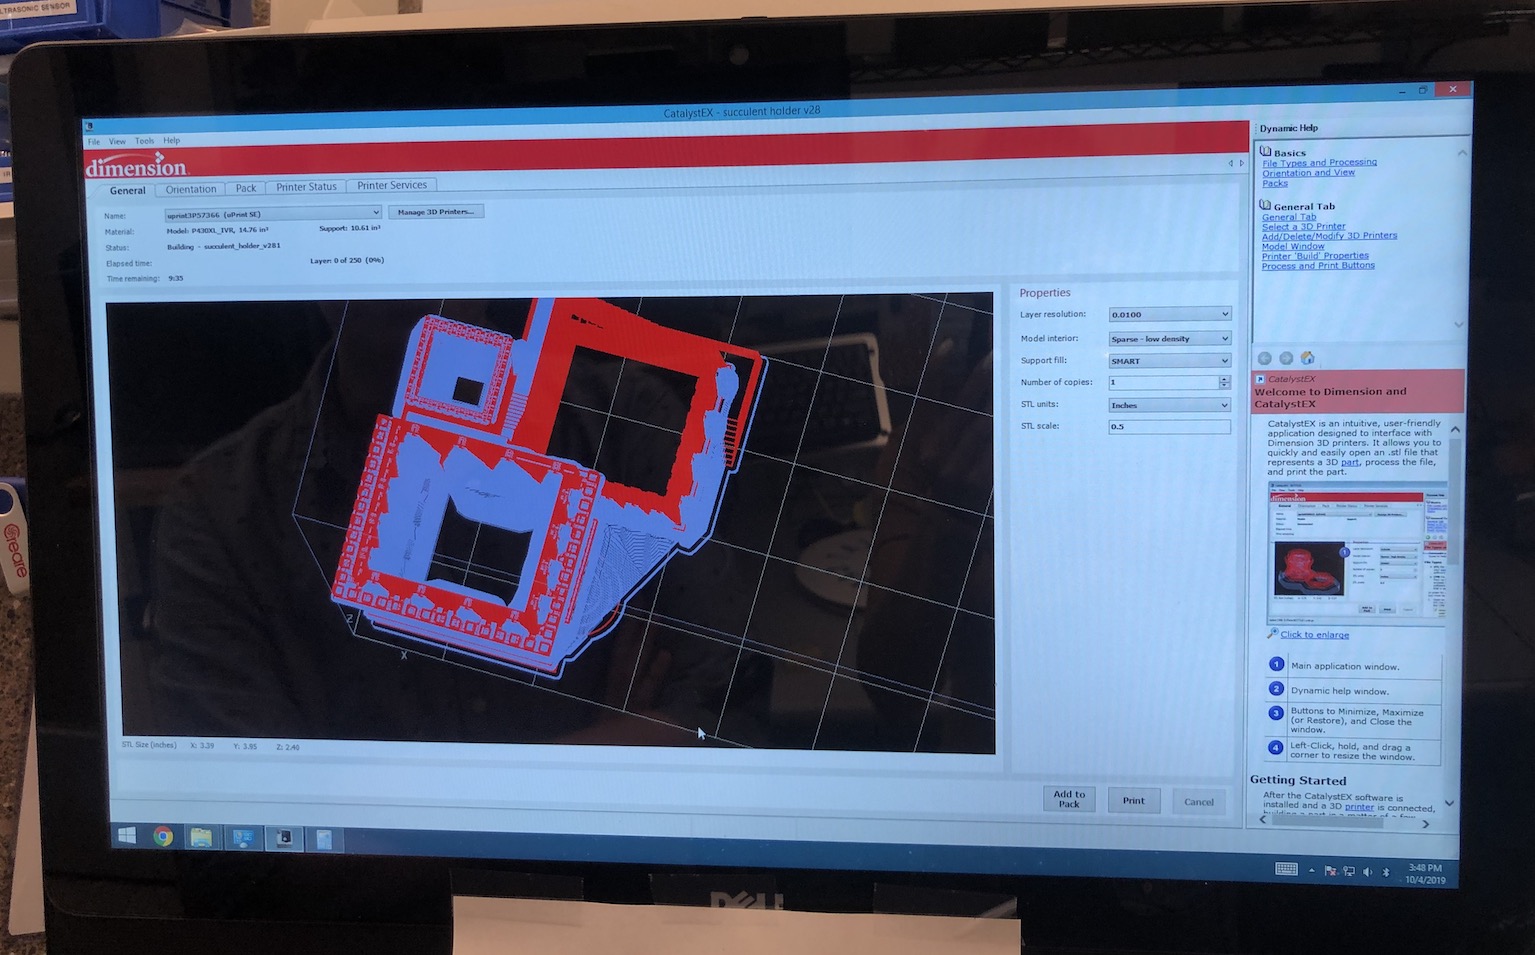 LTRASONIC SENSOR
CatalystEX - succulent holder v28
File View Tools Help
dimension
General Orientation Pack Printer Status Printer Services
Name: uprint3P57366 (uPrint SE) Manage 3D Printers...
Material: Model: P430XL_IVR, 14.76 in³ Support: 10.61 in³
Status: Building - succulent_holder_v281
Elapsed time: Layer: 0 of 250 (0%)
Time remaining: 9:35
Z
X
STL Size (inches) X: 3.39 Y: 3.95 Z: 2.40
Properties
Layer resolution: 0.0100
Model interior: Sparse - low density
Support fill: SMART
Number of copies: 1
STL units: Inches
STL scale: 0.5
Add to Pack
Print
Cancel
Dynamic Help
Basics
File Types and Processing
Orientation and View
Packs
General Tab
General Tab
Select a 3D Printer
Add/Delete/Modify 3D Printers
Model Window
Printer 'Build' Properties
Process and Print Buttons
CatalystEX
Welcome to Dimension and
CatalystEX
CatalystEX is an intuitive, user-friendly
application designed to interface with
Dimension 3D printers. It allows you to
quickly and easily open an .stl file that
represents a 3D part, process the file,
and print the part.
Click to enlarge
1 Main application window.
2 Dynamic help window.
3 Buttons to Minimize, Maximize
(or Restore), and Close the
window.
4 Left-Click, hold, and drag a
corner to resize the window.
Getting Started
After the CatalystEX software is
installed and a 3D printer is connected,
3:48 PM
10/4/2019
DELL
Creare